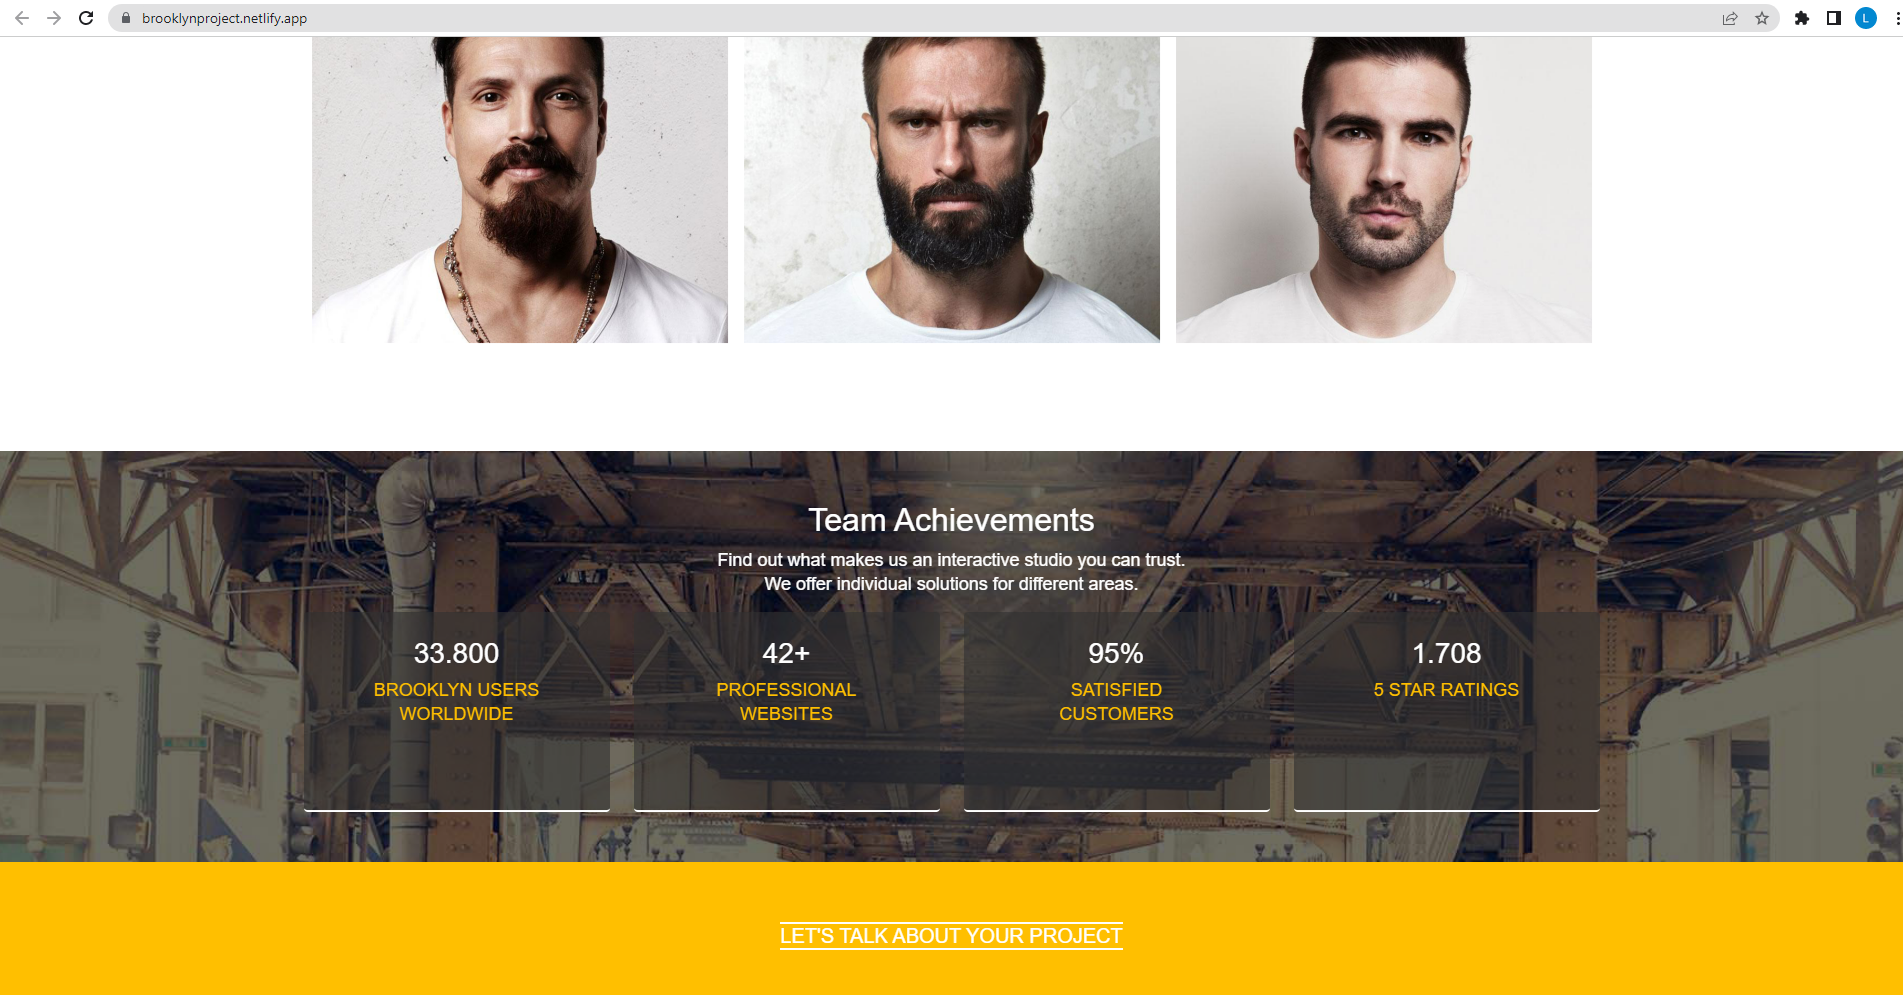 brooklynproject.netlify.app
L
Team Achievements
Find out what makes us an interactive studio you can trust.
We offer individual solutions for different areas.
33.800
BROOKLYN USERS
WORLDWIDE
42+
PROFESSIONAL
WEBSITES
95%
SATISFIED
CUSTOMERS
1.708
5 STAR RATINGS
LET'S TALK ABOUT YOUR PROJECT